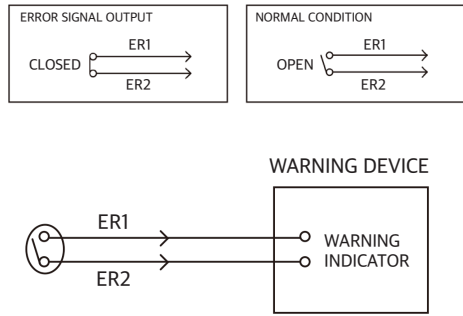 ERROR SIGNAL OUTPUT
ER1
CLOSED
ER2
NORMAL CONDITION
ER1
OPEN
ER2
WARNING DEVICE
ER1
WARNING
INDICATOR
ER2